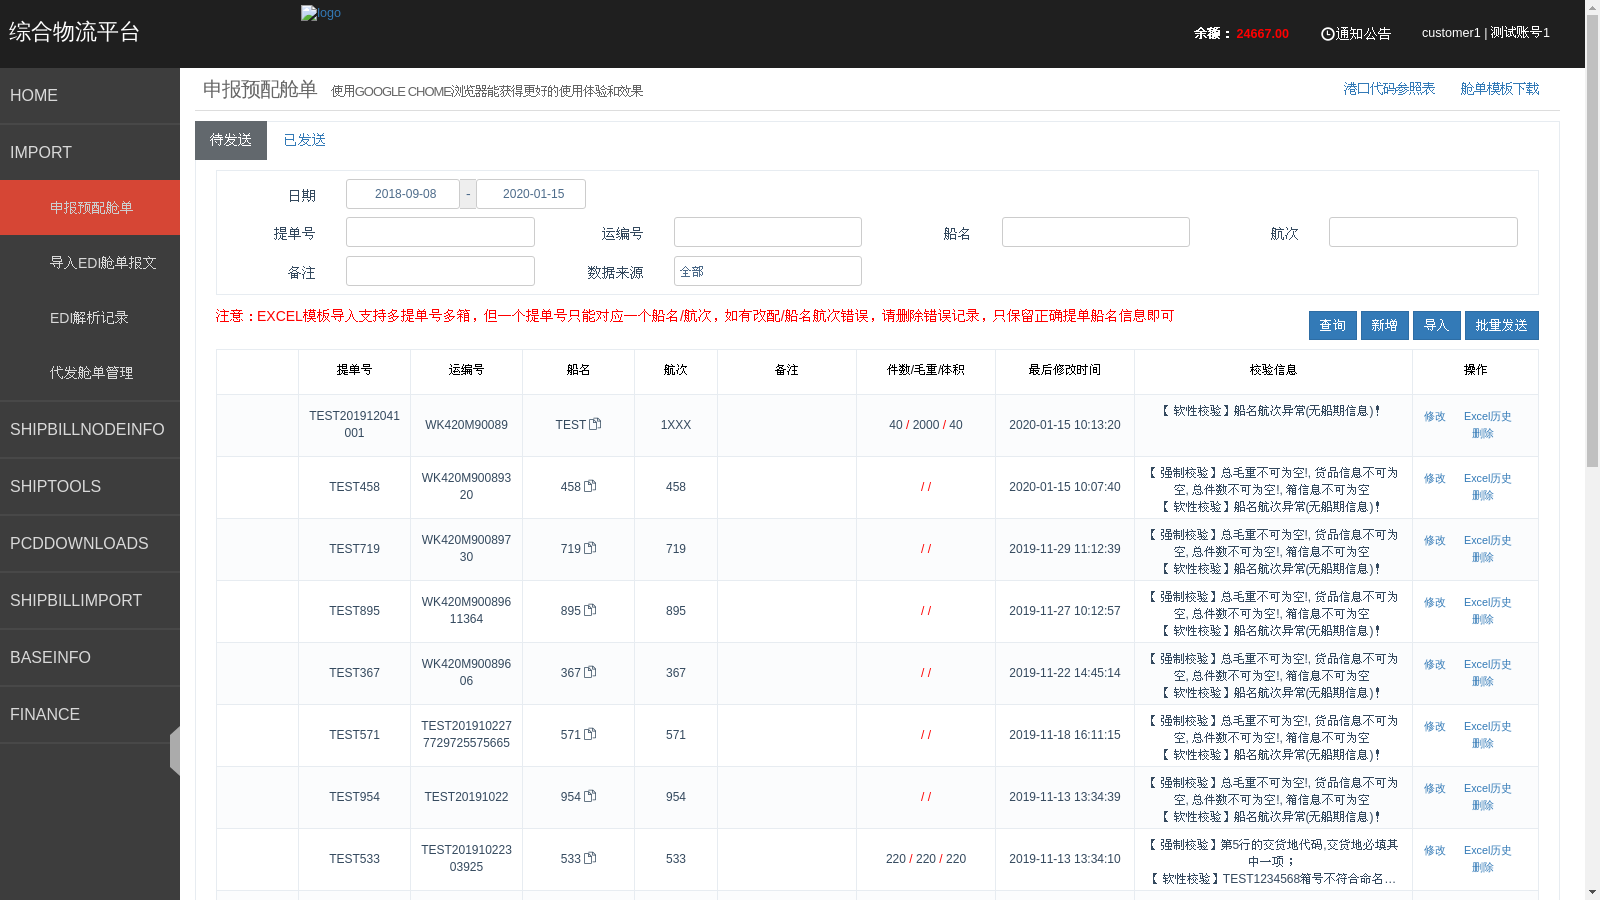 综合物流平台
logo
余额： 24667.00
通知公告
customer1 | 测试账号1
HOME
IMPORT
申报预配舱单
导入EDI舱单报文
EDI解析记录
代发舱单管理
SHIPBILLNODEINFO
SHIPTOOLS
PCDDOWNLOADS
SHIPBILLIMPORT
BASEINFO
FINANCE
申报预配舱单 使用GOOGLE CHOME浏览器能获得更好的使用体验和效果
港口代码参照表 舱单模板下载
待发送 已发送
日期 2018-09-08 - 2020-01-15
提单号 运编号 船名 航次
备注 数据来源 全部
注意：EXCEL模板导入支持多提单号多箱，但一个提单号只能对应一个船名/航次，如有改配/船名航次错误，请删除错误记录，只保留正确提单船名信息即可
查询 新增 导入 批量发送
提单号 运编号 船名 航次 备注 件数/毛重/体积 最后修改时间 校验信息 操作
TEST201912041001 WK420M90089 TEST 1XXX 40 / 2000 / 40 2020-01-15 10:13:20 【 软性校验】船名航次异常(无船期信息)！ 修改 Excel历史 删除
TEST458 WK420M90089320 458 458 / / 2020-01-15 10:07:40 【 强制校验】总毛重不可为空!, 货品信息不可为空, 总件数不可为空!, 箱信息不可为空 【 软性校验】船名航次异常(无船期信息)！ 修改 Excel历史 删除
TEST719 WK420M90089730 719 719 / / 2019-11-29 11:12:39 【 强制校验】总毛重不可为空!, 货品信息不可为空, 总件数不可为空!, 箱信息不可为空 【 软性校验】船名航次异常(无船期信息)！ 修改 Excel历史 删除
TEST895 WK420M90089611364 895 895 / / 2019-11-27 10:12:57 【 强制校验】总毛重不可为空!, 货品信息不可为空, 总件数不可为空!, 箱信息不可为空 【 软性校验】船名航次异常(无船期信息)！ 修改 Excel历史 删除
TEST367 WK420M90089606 367 367 / / 2019-11-22 14:45:14 【 强制校验】总毛重不可为空!, 货品信息不可为空, 总件数不可为空!, 箱信息不可为空 【 软性校验】船名航次异常(无船期信息)！ 修改 Excel历史 删除
TEST571 TEST2019102277729725575665 571 571 / / 2019-11-18 16:11:15 【 强制校验】总毛重不可为空!, 货品信息不可为空, 总件数不可为空!, 箱信息不可为空 【 软性校验】船名航次异常(无船期信息)！ 修改 Excel历史 删除
TEST954 TEST20191022 954 954 / / 2019-11-13 13:34:39 【 强制校验】总毛重不可为空!, 货品信息不可为空, 总件数不可为空!, 箱信息不可为空 【 软性校验】船名航次异常(无船期信息)！ 修改 Excel历史 删除
TEST533 TEST20191022303925 533 533 220 / 220 / 220 2019-11-13 13:34:10 【 强制校验】第5行的交货地代码,交货地必填其中一项； 【 软性校验】TEST1234568箱号不符合命名... 修改 Excel历史 删除